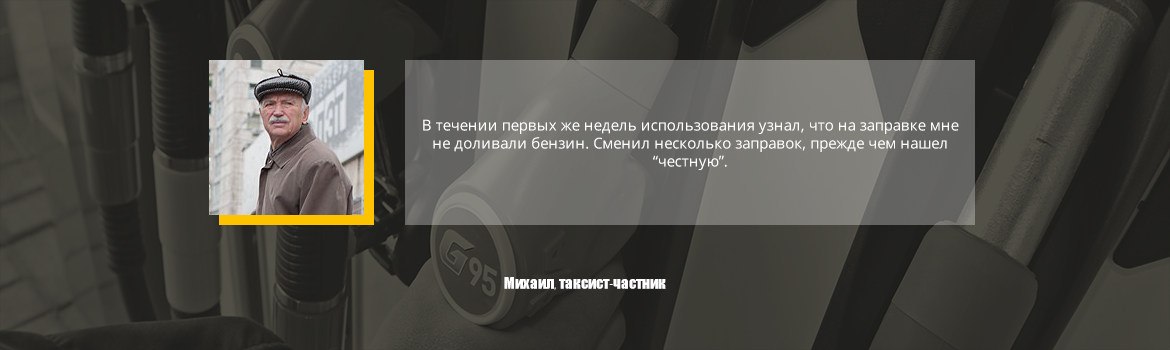 В течении первых же недель использования узнал, что на заправке мне
не доливали бензин. Сменил несколько заправок, прежде чем нашел
“честную”.
G 95
Михаил, таксист-частник